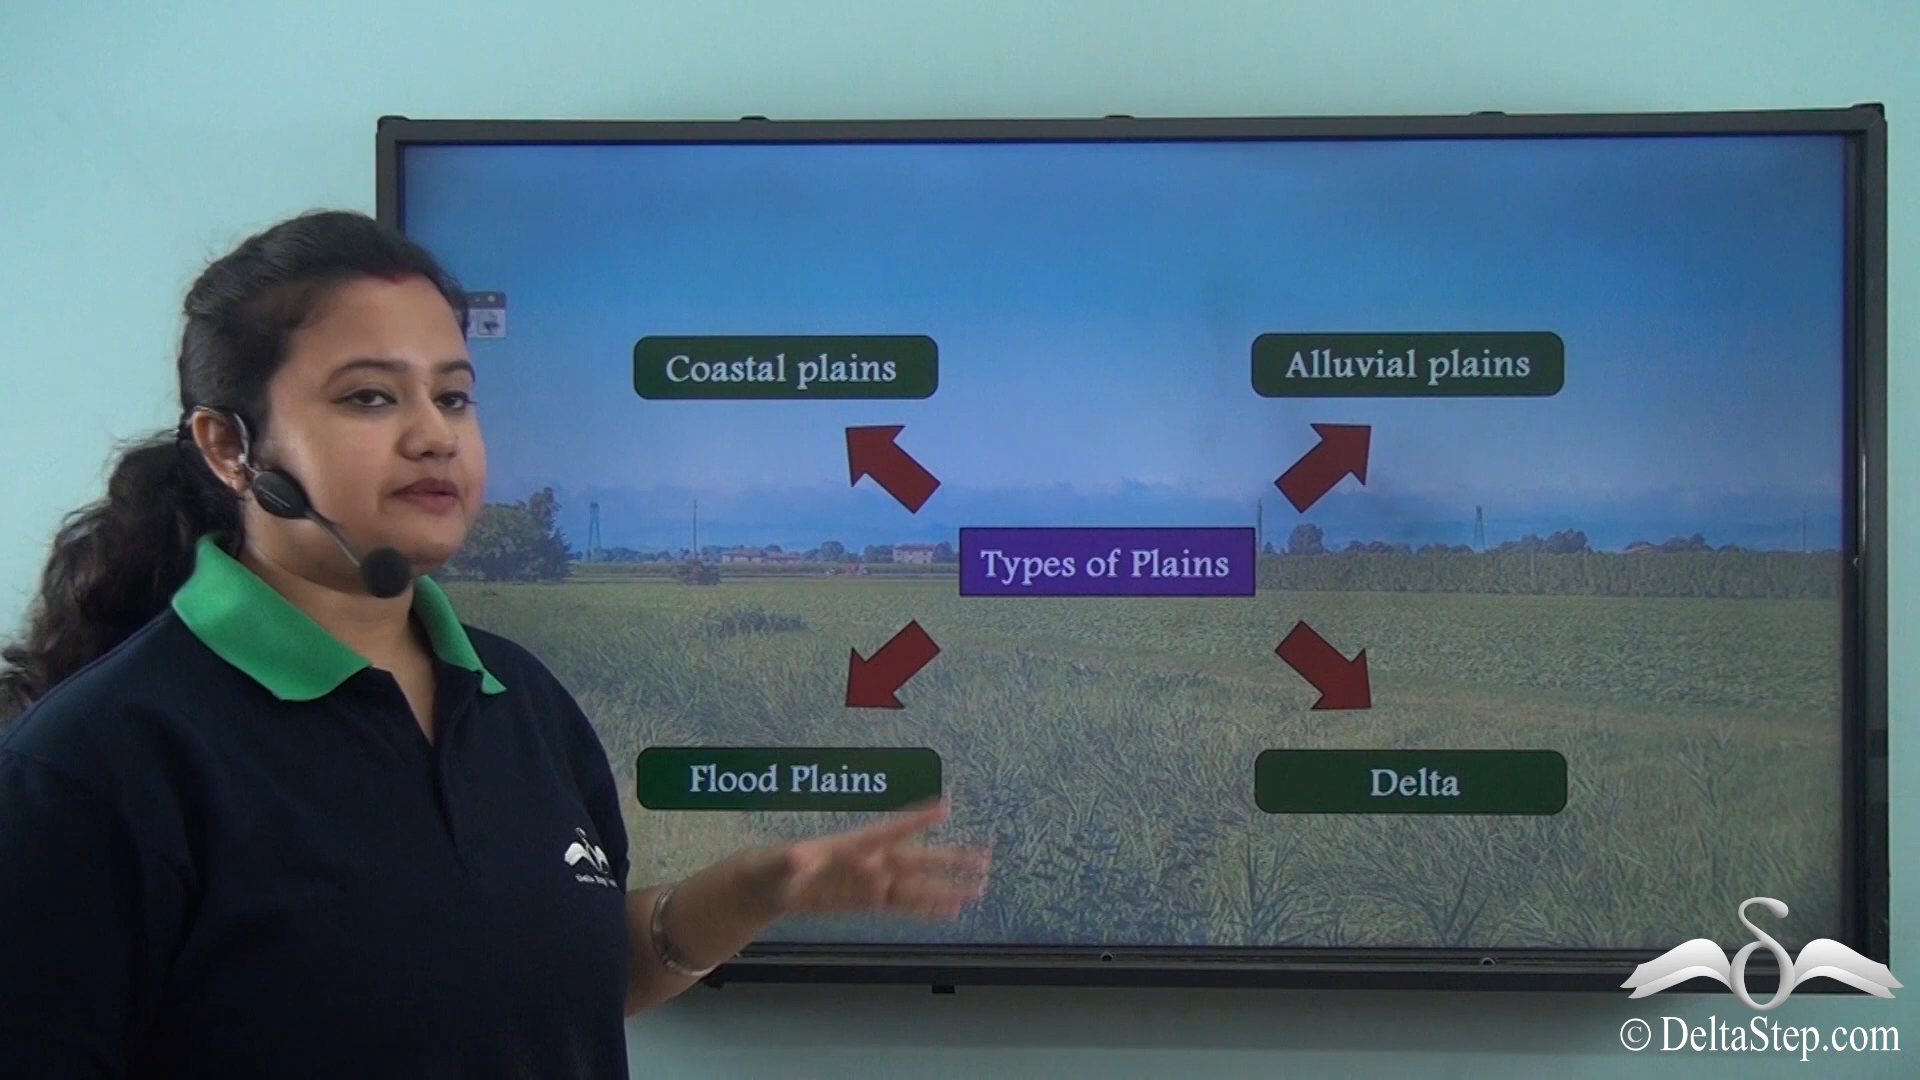 Coastal plains
Alluvial plains
Types of Plains
Flood Plains
Delta
© DeltaStep.com